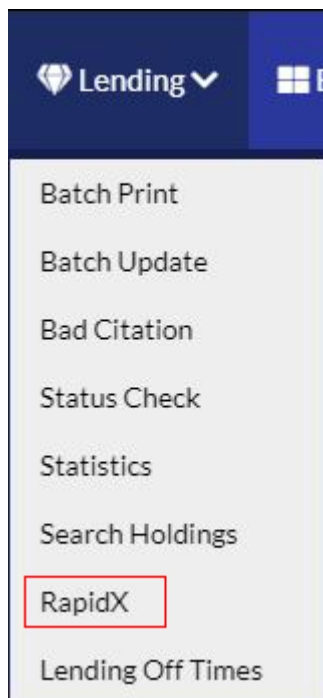 Lending
Batch Print
Batch Update
Bad Citation
Status Check
Statistics
Search Holdings
RapidX
Lending Off Times